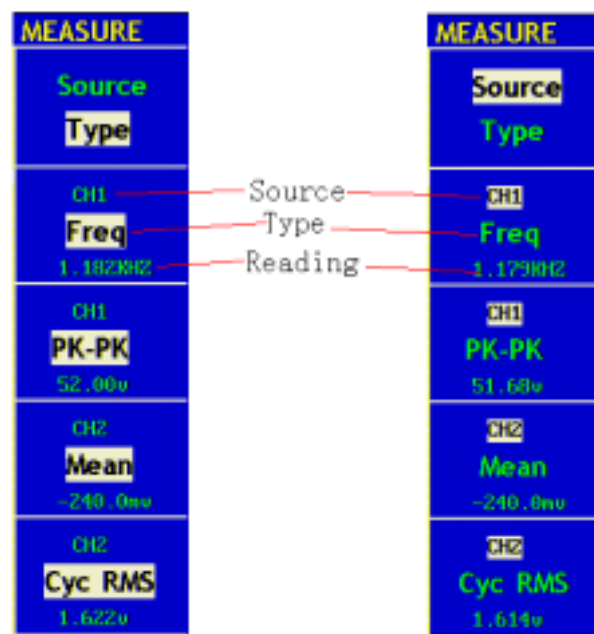 MEASURE
Source
Type
CH1
Freq
1.182KHZ
CH1
PK-PK
52.00v
CH2
Mean
-240.0mv
CH2
Cyc RMS
1.622v
Source
Type
Reading
MEASURE
Source
Type
CH1
Freq
1.179KHZ
CH1
PK-PK
51.68v
CH2
Mean
-240.0mv
CH2
Cyc RMS
1.614v